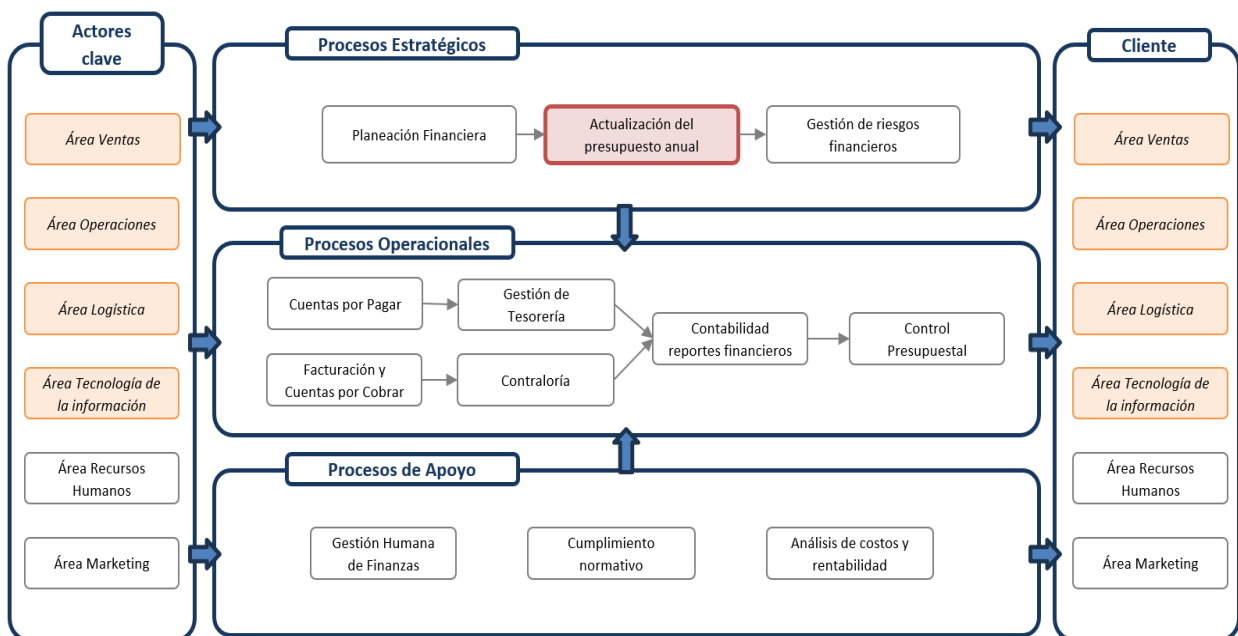 Actores
clave
Área Ventas
Área Operaciones
Área Logística
Área Tecnología de
la información
Área Recursos
Humanos
Área Marketing
Procesos Estratégicos
Planeación Financiera
Actualización del
presupuesto anual
Gestión de riesgos
financieros
Procesos Operacionales
Cuentas por Pagar
Gestión de
Tesorería
Facturación y
Cuentas por Cobrar
Contraloría
Contabilidad
reportes financieros
Control
Presupuestal
Procesos de Apoyo
Gestión Humana
de Finanzas
Cumplimiento
normativo
Análisis de costos y
rentabilidad
Cliente
Área Ventas
Área Operaciones
Área Logística
Área Tecnología de
la información
Área Recursos
Humanos
Área Marketing